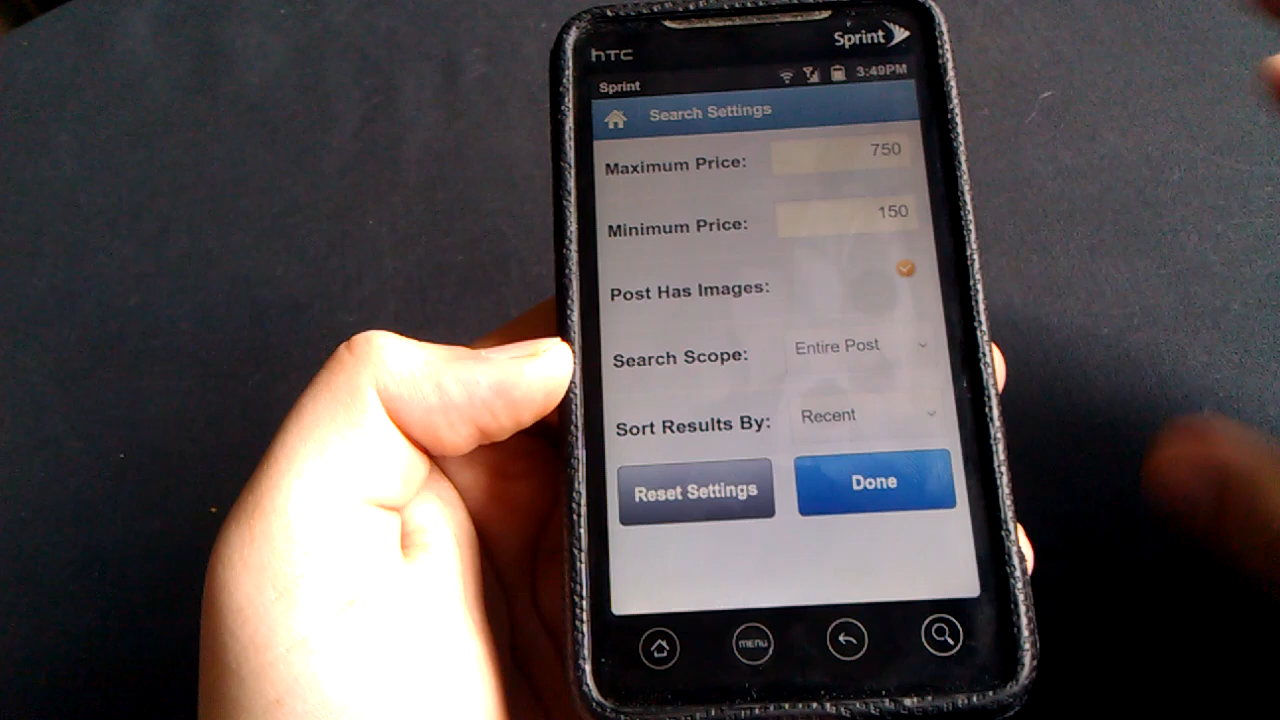 hTC
Sprint
Sprint 3:49PM
Search Settings
Maximum Price: 750
Minimum Price: 150
Post Has Images:
Search Scope: Entire Post
Sort Results By: Recent
Reset Settings Done
MENU